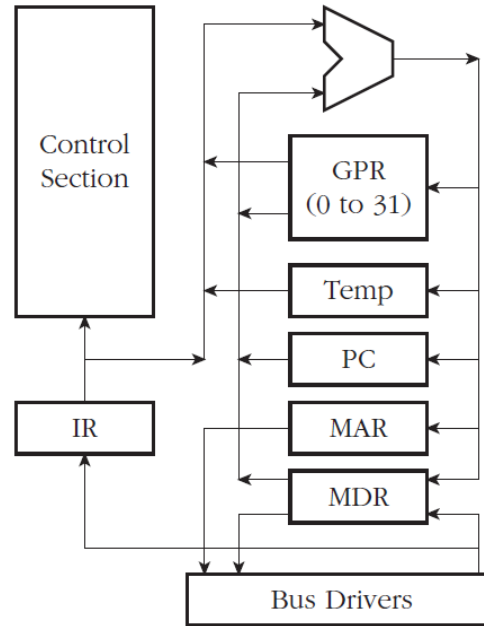 Control
Section
GPR
(0 to 31)
Temp
PC
IR
MAR
MDR
Bus Drivers